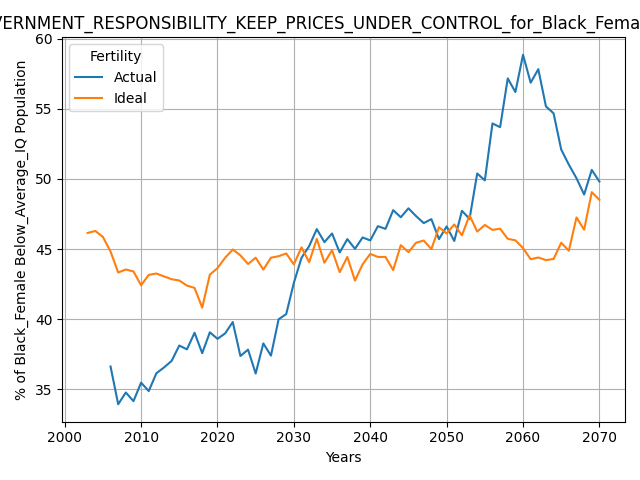 VERNMENT_RESPONSIBILITY_KEEP_PRICES_UNDER_CONTROL_for_Black_Fema
Fertility
Actual
Ideal
% of Black_Female Below_Average_IQ Population
60
55
50
45
40
35
2000 2010 2020 2030 2040 2050 2060 2070
Years